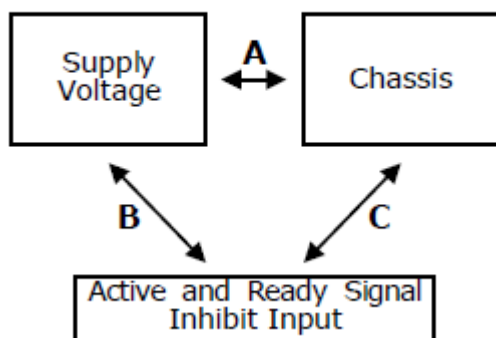 Supply
Voltage
A
Chassis
B
C
Active and Ready Signal
Inhibit Input